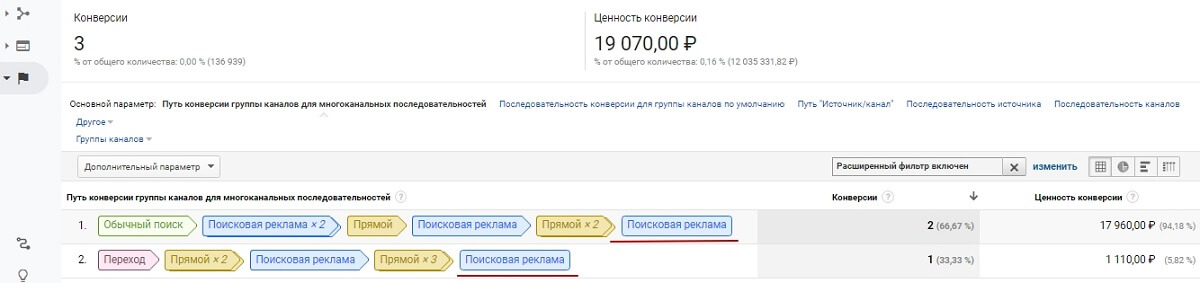 Конверсии
3
% от общего количества: 0,00 % (136 939)
Ценность конверсии
19 070,00 ₽
% от общего количества: 0,16 % (12 035 331,82 ₽)
Основной параметр: Путь конверсии группы каналов для многоканальных последовательностей Последовательность конверсии для группы каналов по умолчанию Путь "Источник/канал" Последовательность источника Последовательность каналов
Другое
Группы каналов
Дополнительный параметр Расширенный фильтр включен изменить
Путь конверсии группы каналов для многоканальных последовательностей ? Конверсии ? Ценность конверсии ?
1. Обычный поиск Поисковая реклама × 2 Прямой Поисковая реклама Прямой × 2 Поисковая реклама 2 (66,67 %) 17 960,00 ₽ (94,18 %)
2. Переход Прямой × 2 Поисковая реклама Прямой × 3 Поисковая реклама 1 (33,33 %) 1 110,00 ₽ (5,82 %)